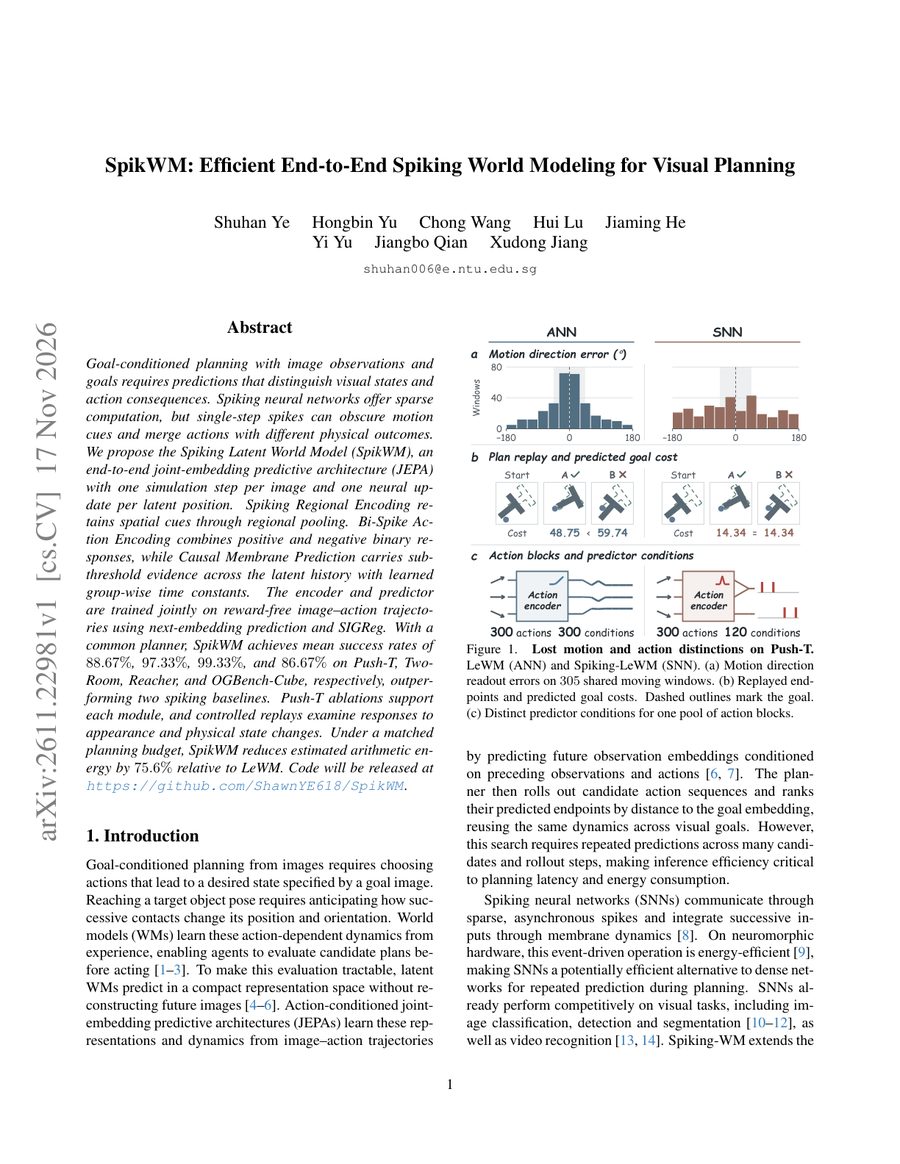 SpikWM: Efficient End-to-End Spiking World Modeling for Visual Planning
Shuhan Ye Hongbin Yu Chong Wang Hui Lu Jiaming He
Yi Yu Jiangbo Qian Xudong Jiang
shuhan006@e.ntu.edu.sg
arXiv:2611.22981v1 [cs.CV] 17 Nov 2026
Abstract
Goal-conditioned planning with image observations and
goals requires predictions that distinguish visual states and
action consequences. Spiking neural networks offer sparse
computation, but single-step spikes can obscure motion
cues and merge actions with different physical outcomes.
We propose the Spiking Latent World Model (SpikWM), an
end-to-end joint-embedding predictive architecture (JEPA)
with one simulation step per image and one neural up-
date per latent position. Spiking Regional Encoding re-
tains spatial cues through regional pooling. Bi-Spike Ac-
tion Encoding combines positive and negative binary re-
sponses, while Causal Membrane Prediction carries sub-
threshold evidence across the latent history with learned
group-wise time constants. The encoder and predictor
are trained jointly on reward-free image–action trajecto-
ries using next-embedding prediction and SIGReg. With a
common planner, SpikWM achieves mean success rates of
88.67%, 97.33%, 99.33%, and 86.67% on Push-T, Two-
Room, Reacher, and OGBench-Cube, respectively, outper-
forming two spiking baselines. Push-T ablations support
each module, and controlled replays examine responses to
appearance and physical state changes. Under a matched
planning budget, SpikWM reduces estimated arithmetic en-
ergy by 75.6% relative to LeWM. Code will be released at
https://github.com/ShawnYE618/SpikWM.
1. Introduction
Goal-conditioned planning from images requires choosing
actions that lead to a desired state specified by a goal image.
Reaching a target object pose requires anticipating how suc-
cessive contacts change its position and orientation. World
models (WMs) learn these action-dependent dynamics from
experience, enabling agents to evaluate candidate plans be-
fore acting [1–3]. To make this evaluation tractable, latent
WMs predict in a compact representation space without re-
constructing future images [4–6]. Action-conditioned joint-
embedding predictive architectures (JEPAs) learn these rep-
resentations and dynamics from image–action trajectories
ANN SNN
a Motion direction error (°)
Windows
80
40
0
−180 0 180
−180 0 180
b Plan replay and predicted goal cost
Start A ✓ B ✕ Start A ✓ B ✕
Cost 48.75 < 59.74 Cost 14.34 = 14.34
c Action blocks and predictor conditions
Action
encoder
Action
encoder
300 actions 300 conditions 300 actions 120 conditions
Figure 1. Lost motion and action distinctions on Push-T.
LeWM (ANN) and Spiking-LeWM (SNN). (a) Motion direction
readout errors on 305 shared moving windows. (b) Replayed end-
points and predicted goal costs. Dashed outlines mark the goal.
(c) Distinct predictor conditions for one pool of action blocks.
by predicting future observation embeddings conditioned
on preceding observations and actions [6, 7]. The plan-
ner then rolls out candidate action sequences and ranks
their predicted endpoints by distance to the goal embedding,
reusing the same dynamics across visual goals. However,
this search requires repeated predictions across many candi-
dates and rollout steps, making inference efficiency critical
to planning latency and energy consumption.
Spiking neural networks (SNNs) communicate through
sparse, asynchronous spikes and integrate successive in-
puts through membrane dynamics [8]. On neuromorphic
hardware, this event-driven operation is energy-efficient [9],
making SNNs a potentially efficient alternative to dense net-
works for repeated prediction during planning. SNNs al-
ready perform competitively on visual tasks, including im-
age classification, detection and segmentation [10–12], as
well as video recognition [13, 14]. Spiking-WM extends the
1